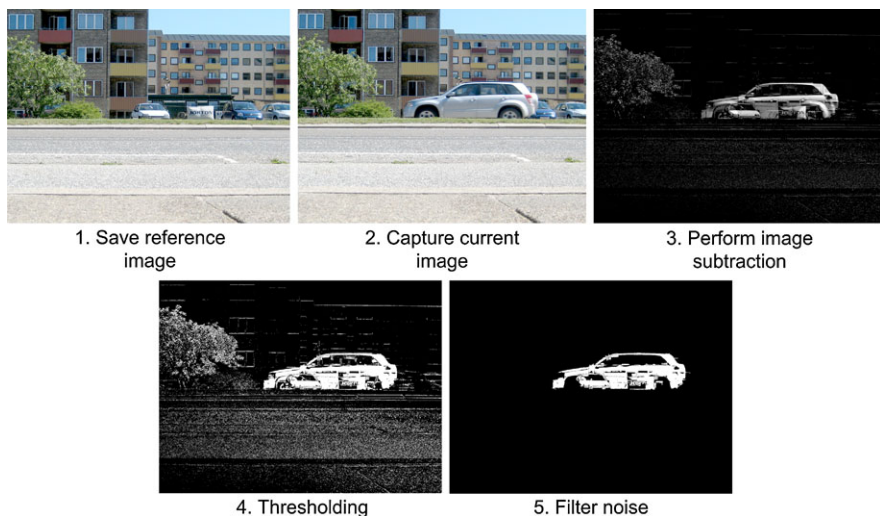 1. Save reference
image
2. Capture current
image
3. Perform image
subtraction
4. Thresholding
5. Filter noise